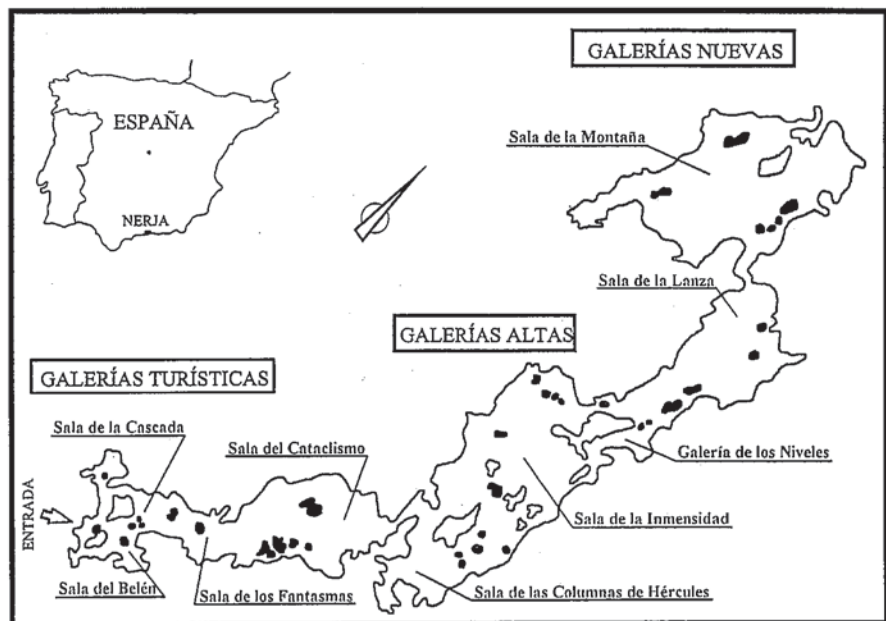 GALERÍAS NUEVAS
ESPAÑA
Sala de la Montaña
NERJA
Sala de la Lanza
GALERÍAS ALTAS
GALERÍAS TURÍSTICAS
Sala de la Cascada
Sala del Cataclismo
Galería de los Niveles
ENTRADA
Sala de la Inmensidad
Sala del Belén
Sala de los Fantasmas
Sala de las Columnas de Hércules